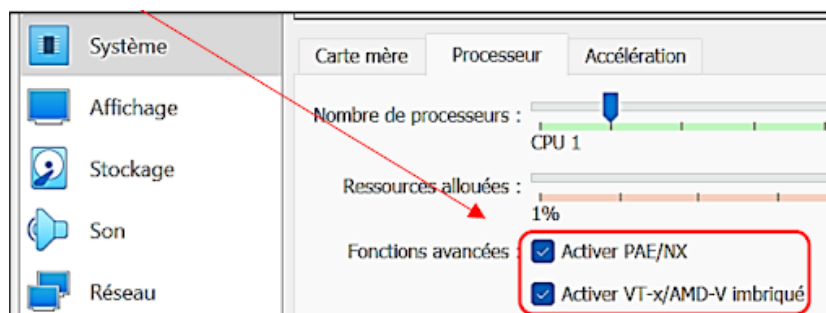 Système
Affichage
Stockage
Son
Réseau
Carte mère Processeur Accélération
Nombre de processeurs :
CPU 1
Ressources allouées :
1%
Fonctions avancées : Activer PAE/NX
Activer VT-x/AMD-V imbriqué